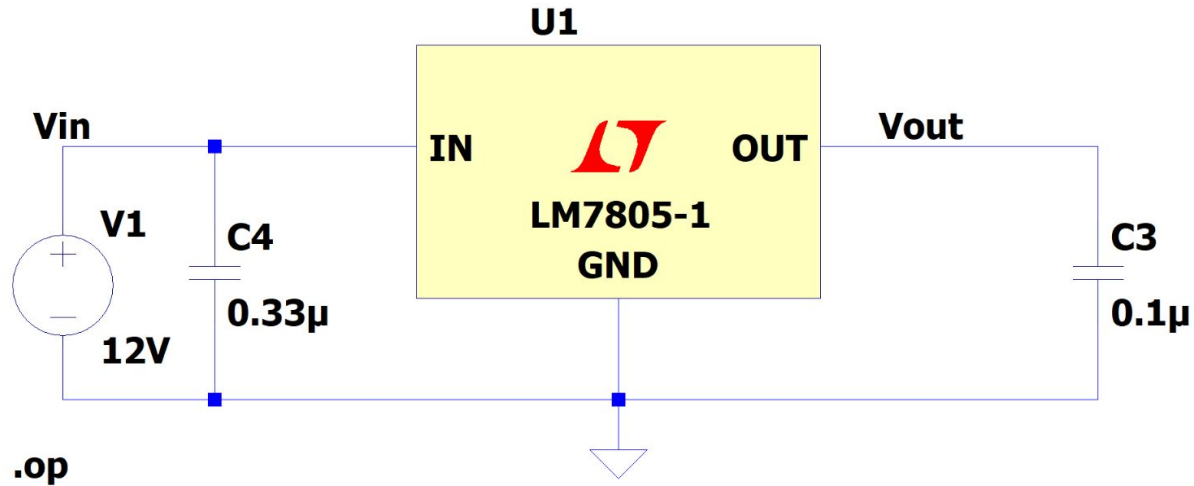 U1
Vin
IN
OUT
Vout
LM7805-1
GND
V1
+
−
12V
C4
0.33µ
C3
0.1µ
.op